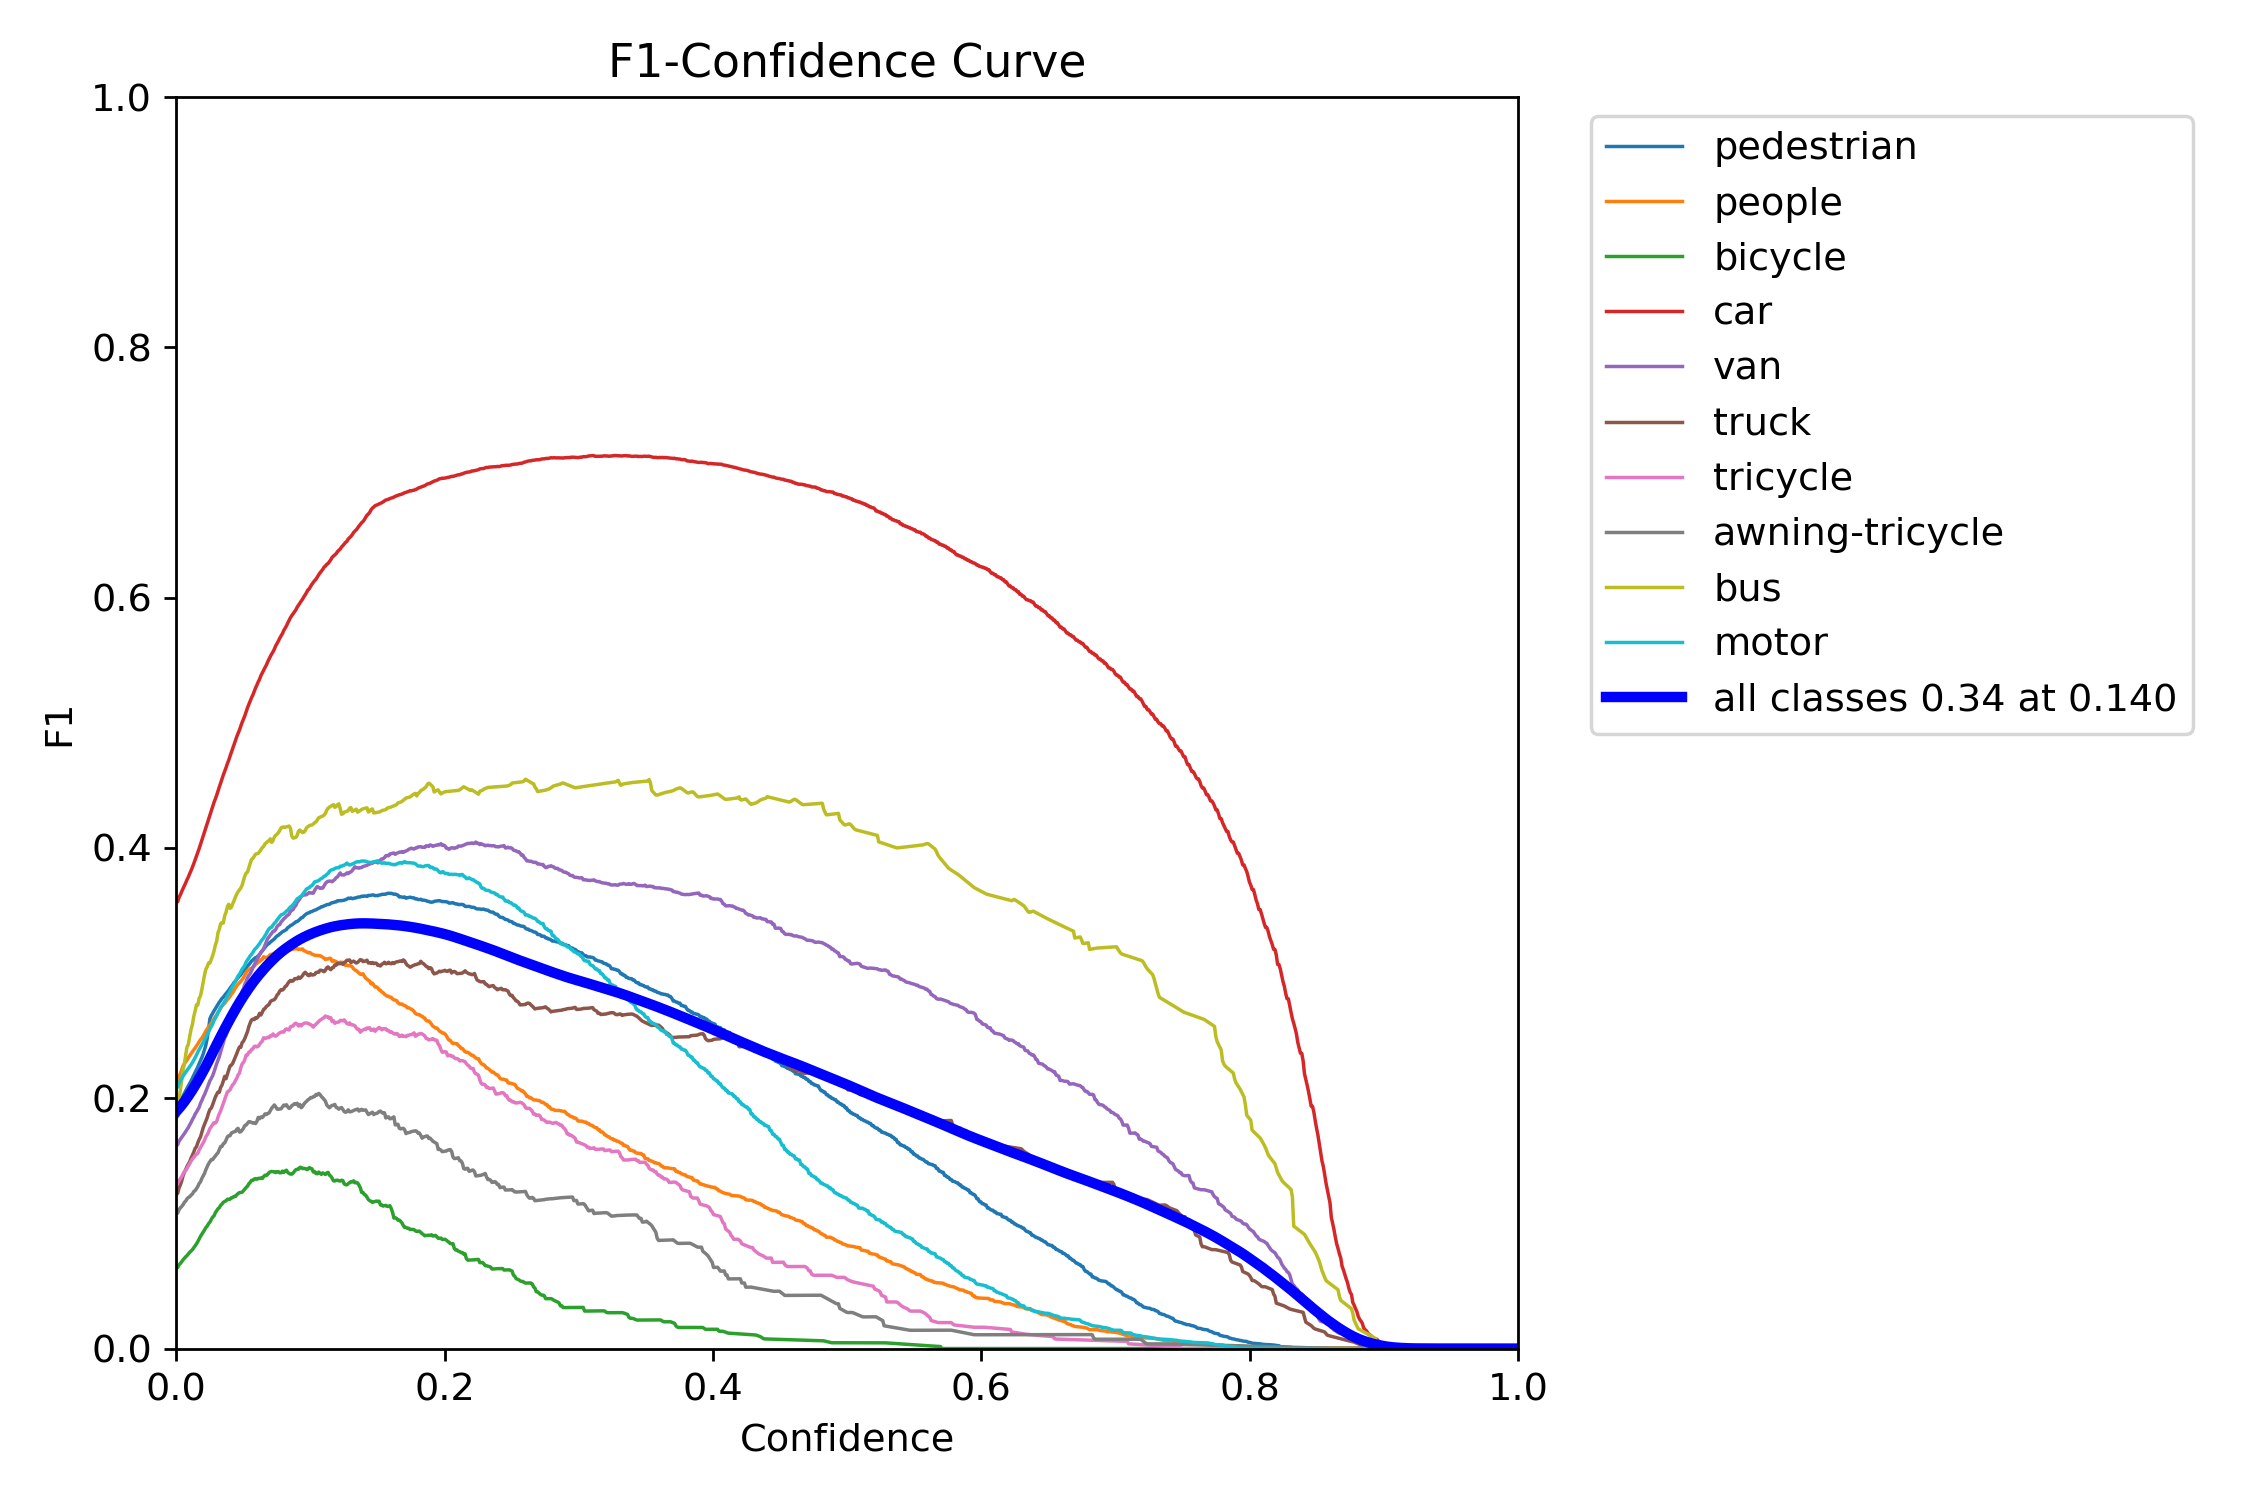 F1-Confidence Curve
1.0
0.8
0.6
0.4
0.2
0.0
F1
0.0 0.2 0.4 0.6 0.8 1.0
Confidence
pedestrian
people
bicycle
car
van
truck
tricycle
awning-tricycle
bus
motor
all classes 0.34 at 0.140